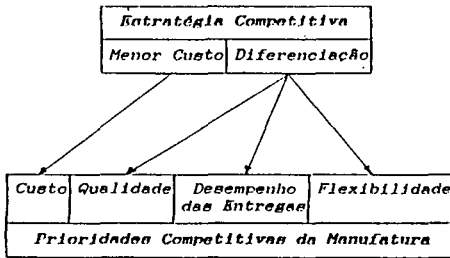 Estratégia Competitiva
Menor Custo Diferenciação
Custo Qualidade Desempenho Flexibilidade
das Entregas
Prioridades Competitivas da Manufatura